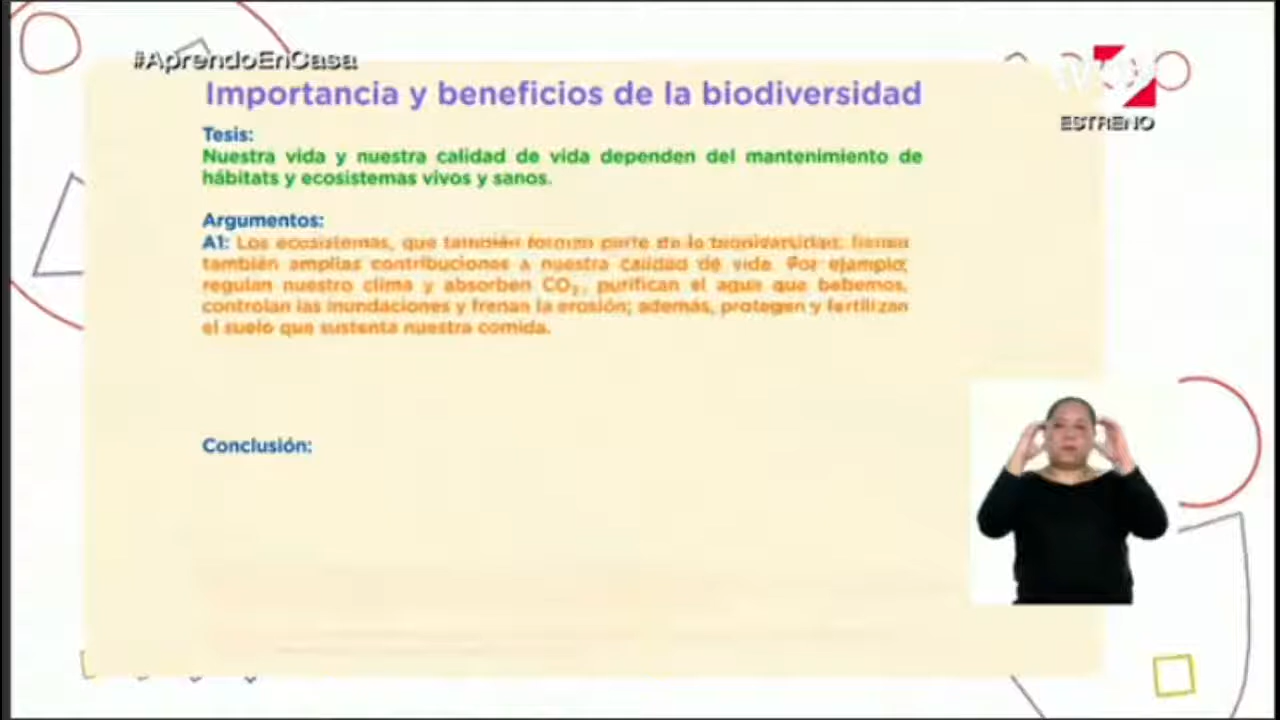 #AprendoEnCasa
Importancia y beneficios de la biodiversidad
ESTRENO
Tesis:
Nuestra vida y nuestra calidad de vida dependen del mantenimiento de
hábitats y ecosistemas vivos y sanos.
Argumentos:
A1: Los ecosistemas, que también forman parte de la biodiversidad, tienen
también amplias contribuciones a nuestra calidad de vida. Por ejemplo,
regulan nuestro clima y absorben CO₂, purifican el agua que bebemos,
controlan las inundaciones y frenan la erosión; además, protegen y fertilizan
el suelo que sustenta nuestra comida.
Conclusión: